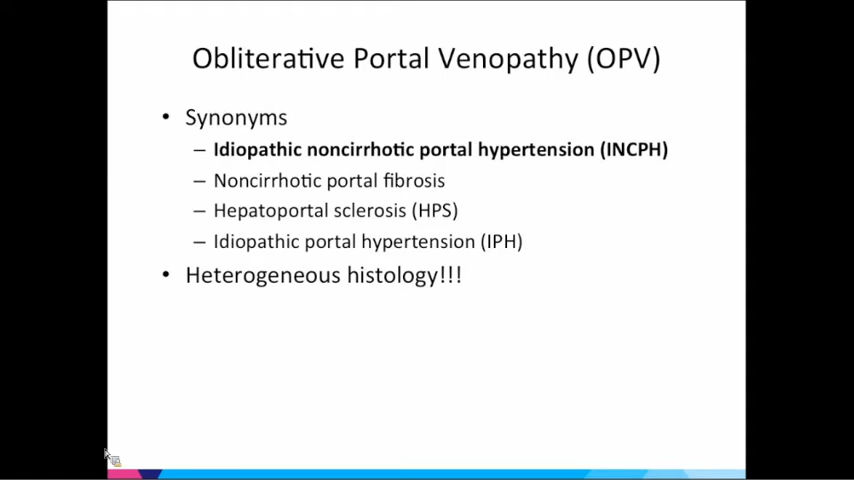 Obliterative Portal Venopathy (OPV)
• Synonyms
– Idiopathic noncirrhotic portal hypertension (INCPH)
– Noncirrhotic portal fibrosis
– Hepatoportal sclerosis (HPS)
– Idiopathic portal hypertension (IPH)
• Heterogeneous histology!!!